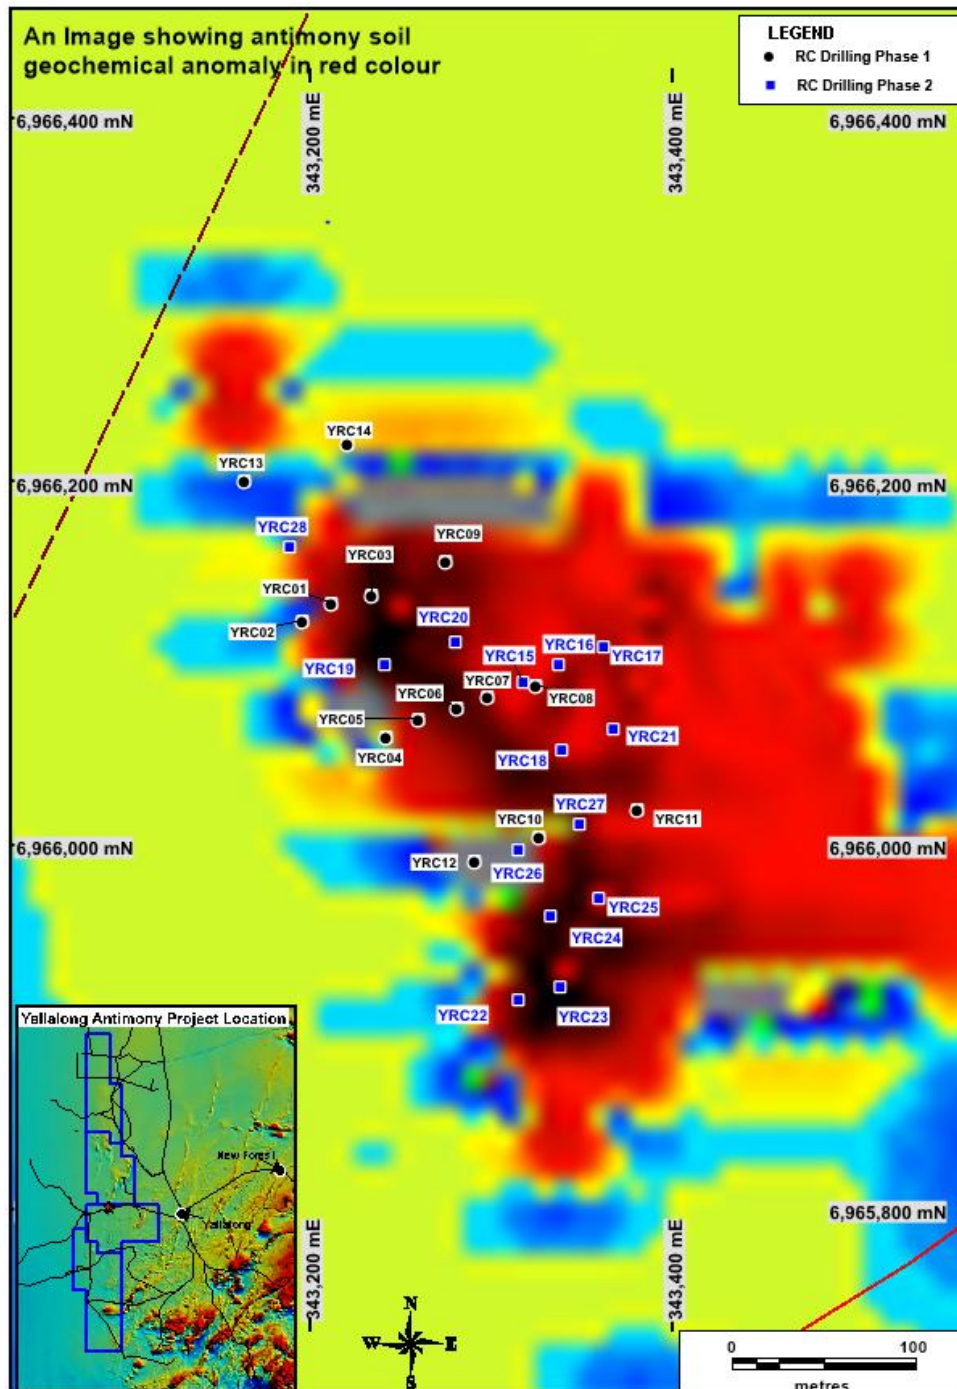 An Image showing antimony soil
geochemical anomaly in red colour
LEGEND
RC Drilling Phase 1
RC Drilling Phase 2
343,200 mE
343,400 mE
6,966,400 mN
6,966,400 mN
YRC14
YRC13
6,966,200 mN
6,966,200 mN
YRC28
YRC09
YRC03
YRC01
YRC02
YRC20
YRC16
YRC17
YRC15
YRC19
YRC07
YRC06
YRC08
YRC05
YRC04
YRC21
YRC18
YRC27
YRC10
YRC11
6,966,000 mN
6,966,000 mN
YRC12
YRC26
YRC25
YRC24
YRC22
YRC23
Yallalong Antimony Project Location
New Forest
Yallalong
6,965,800 mN
343,200 mE
343,400 mE
N
W E
S
0 100
metres